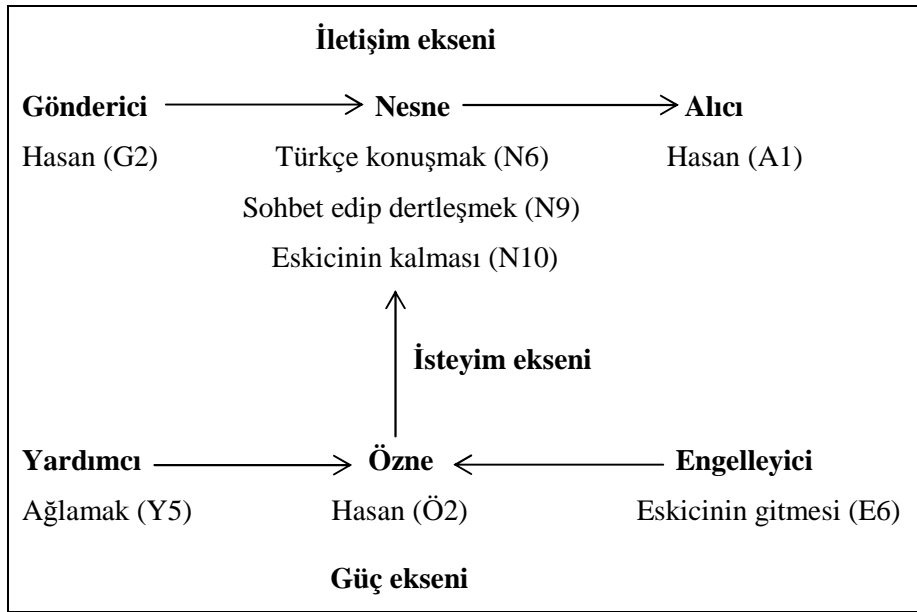 İletişim ekseni
Gönderici Nesne Alıcı
Hasan (G2) Türkçe konuşmak (N6) Hasan (A1)
Sohbet edip dertleşmek (N9)
Eskicinin kalması (N10)
İsteyim ekseni
Yardımcı Özne Engelleyici
Ağlamak (Y5) Hasan (Ö2) Eskicinin gitmesi (E6)
Güç ekseni